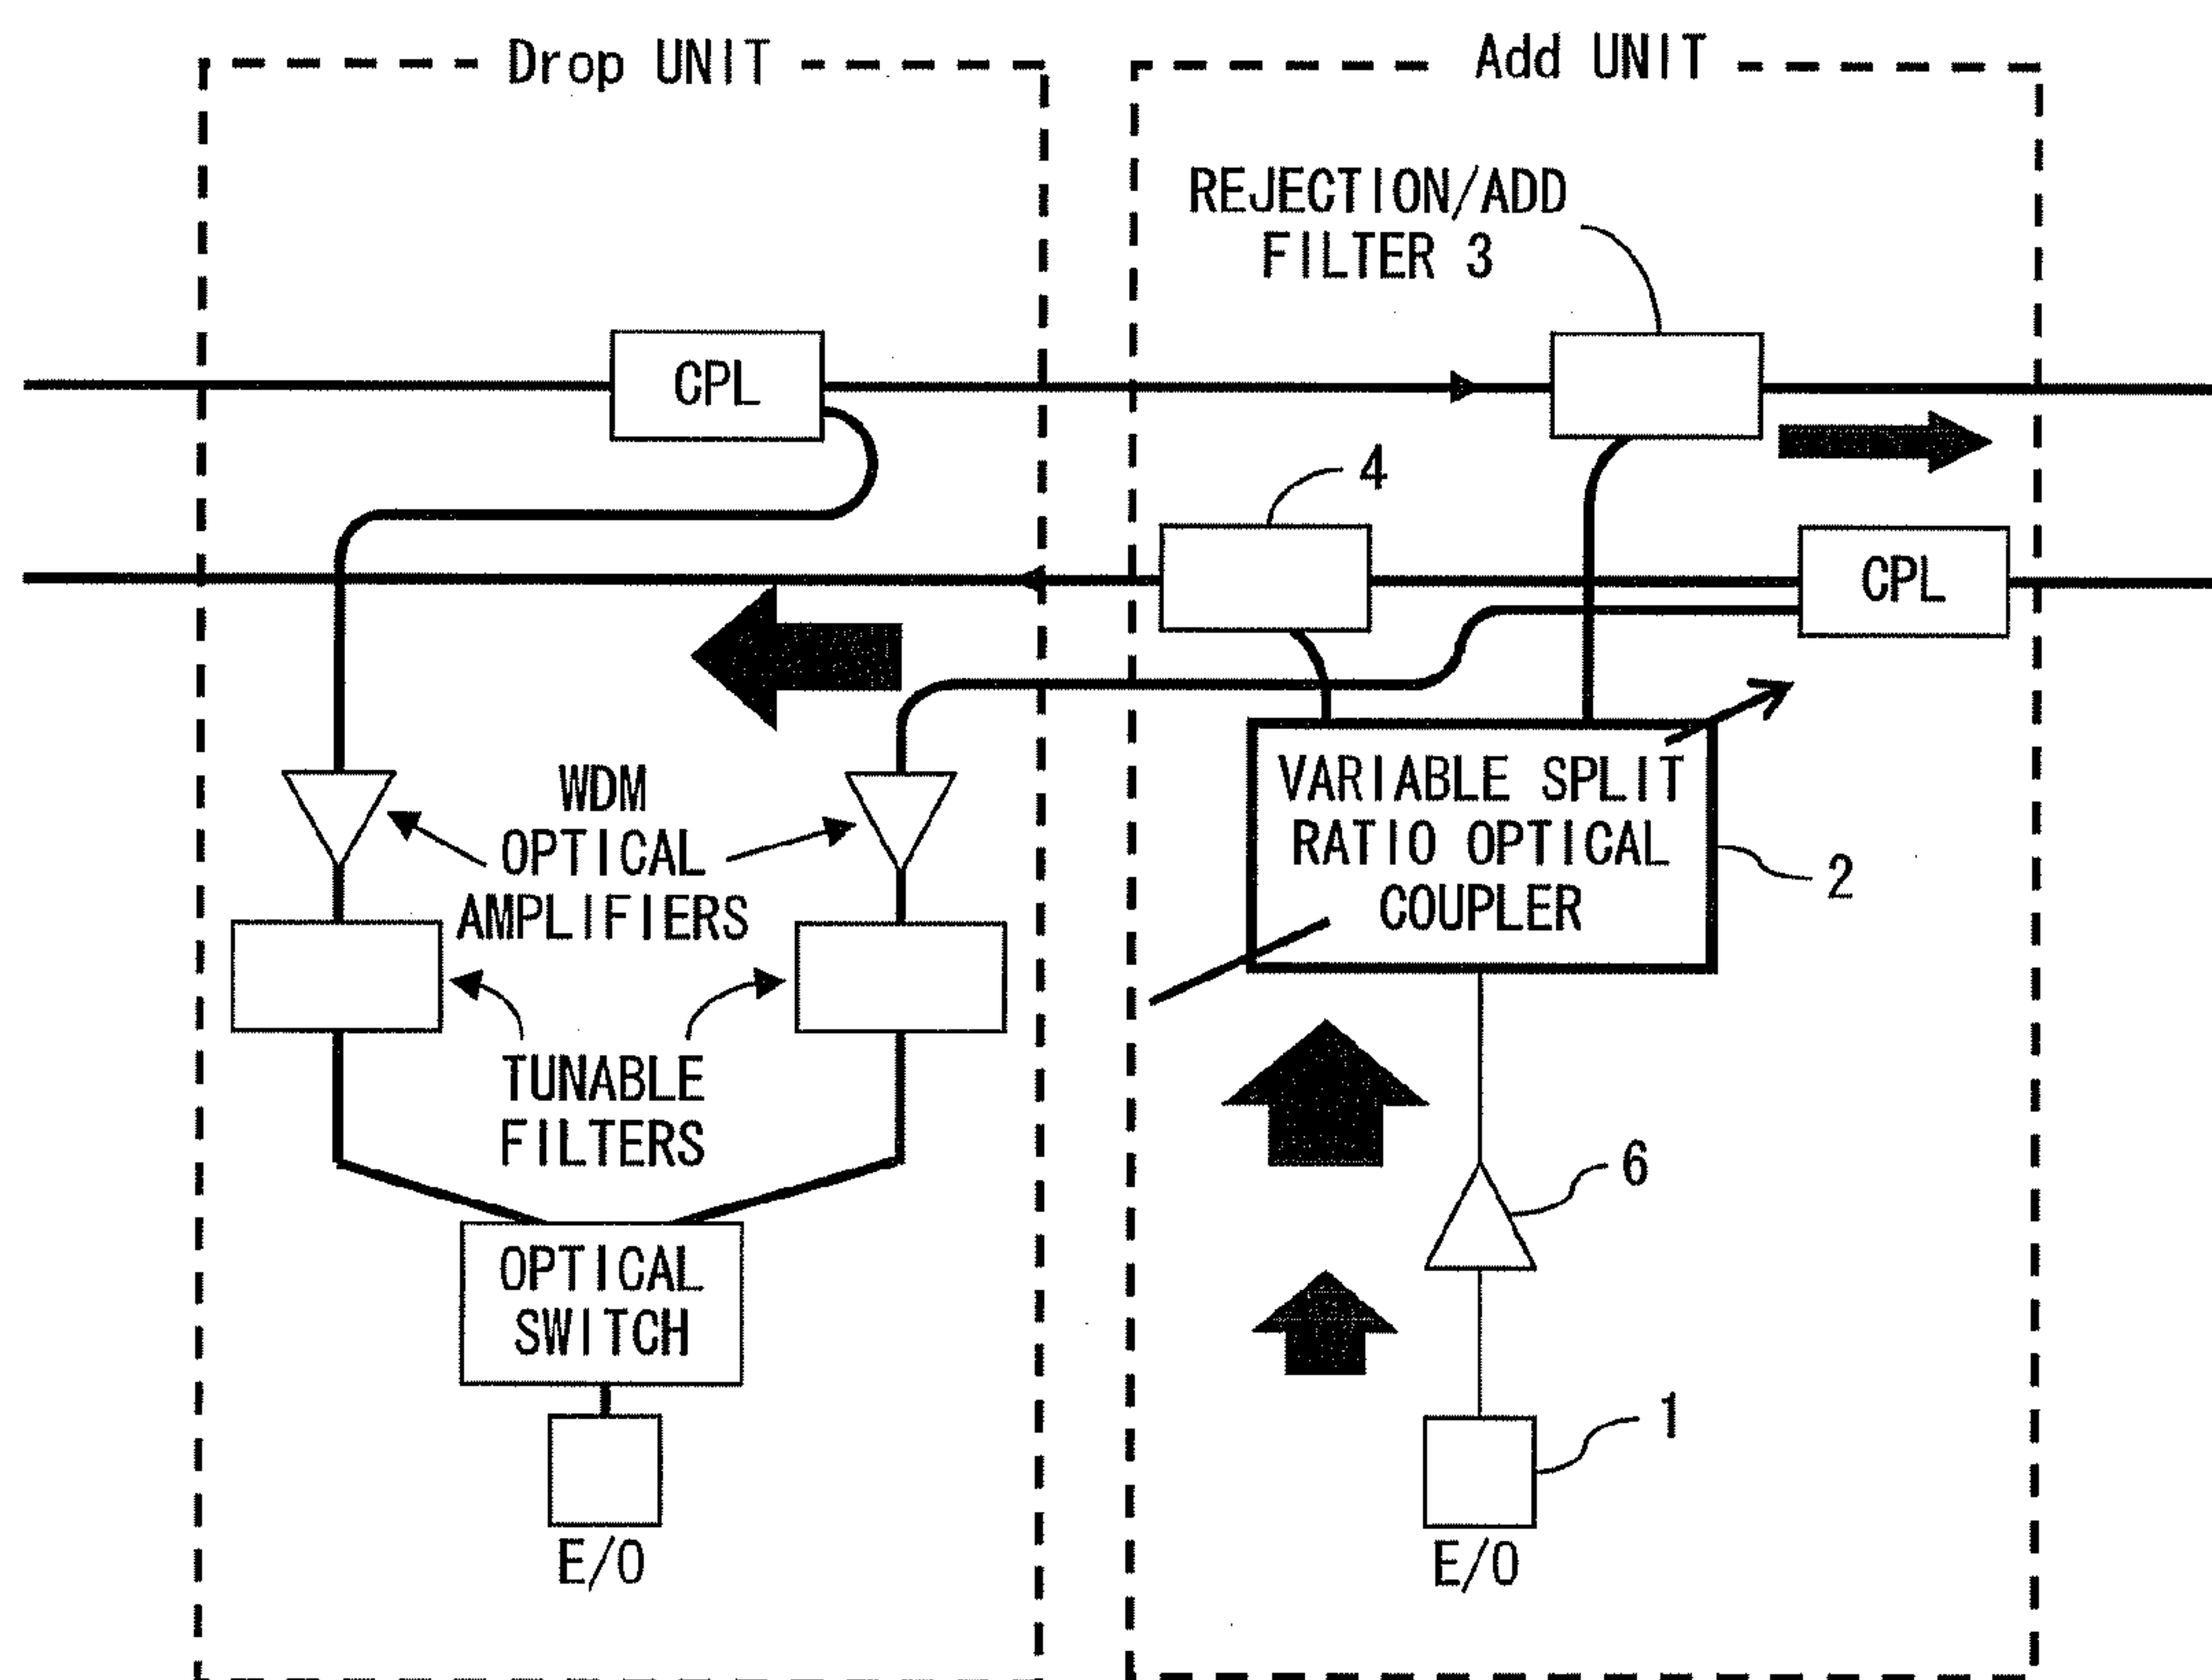 Drop UNIT
Add UNIT
REJECTION/ADD
FILTER 3
CPL
4
CPL
WDM
OPTICAL
AMPLIFIERS
VARIABLE SPLIT
RATIO OPTICAL
COUPLER
2
TUNABLE
FILTERS
6
OPTICAL
SWITCH
1
E/O
E/O